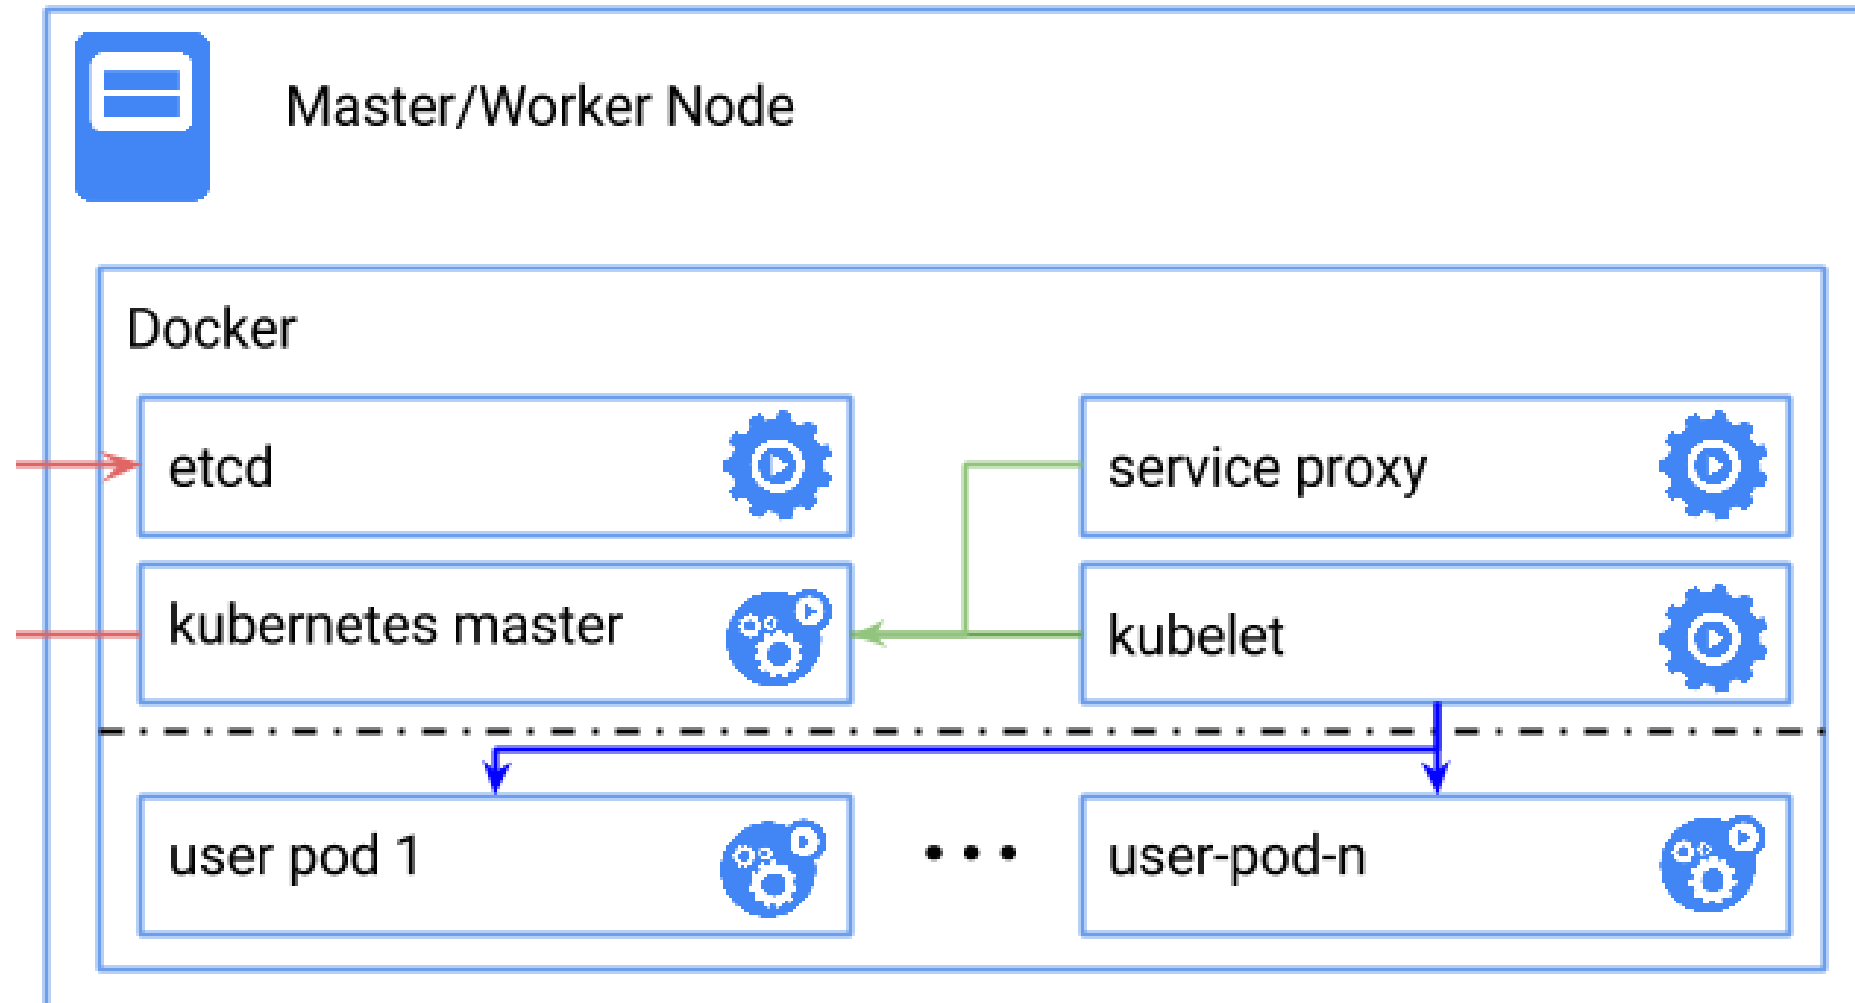 Master/Worker Node
Docker
etcd
service proxy
kubernetes master
kubelet
user pod 1
• • •
user-pod-n